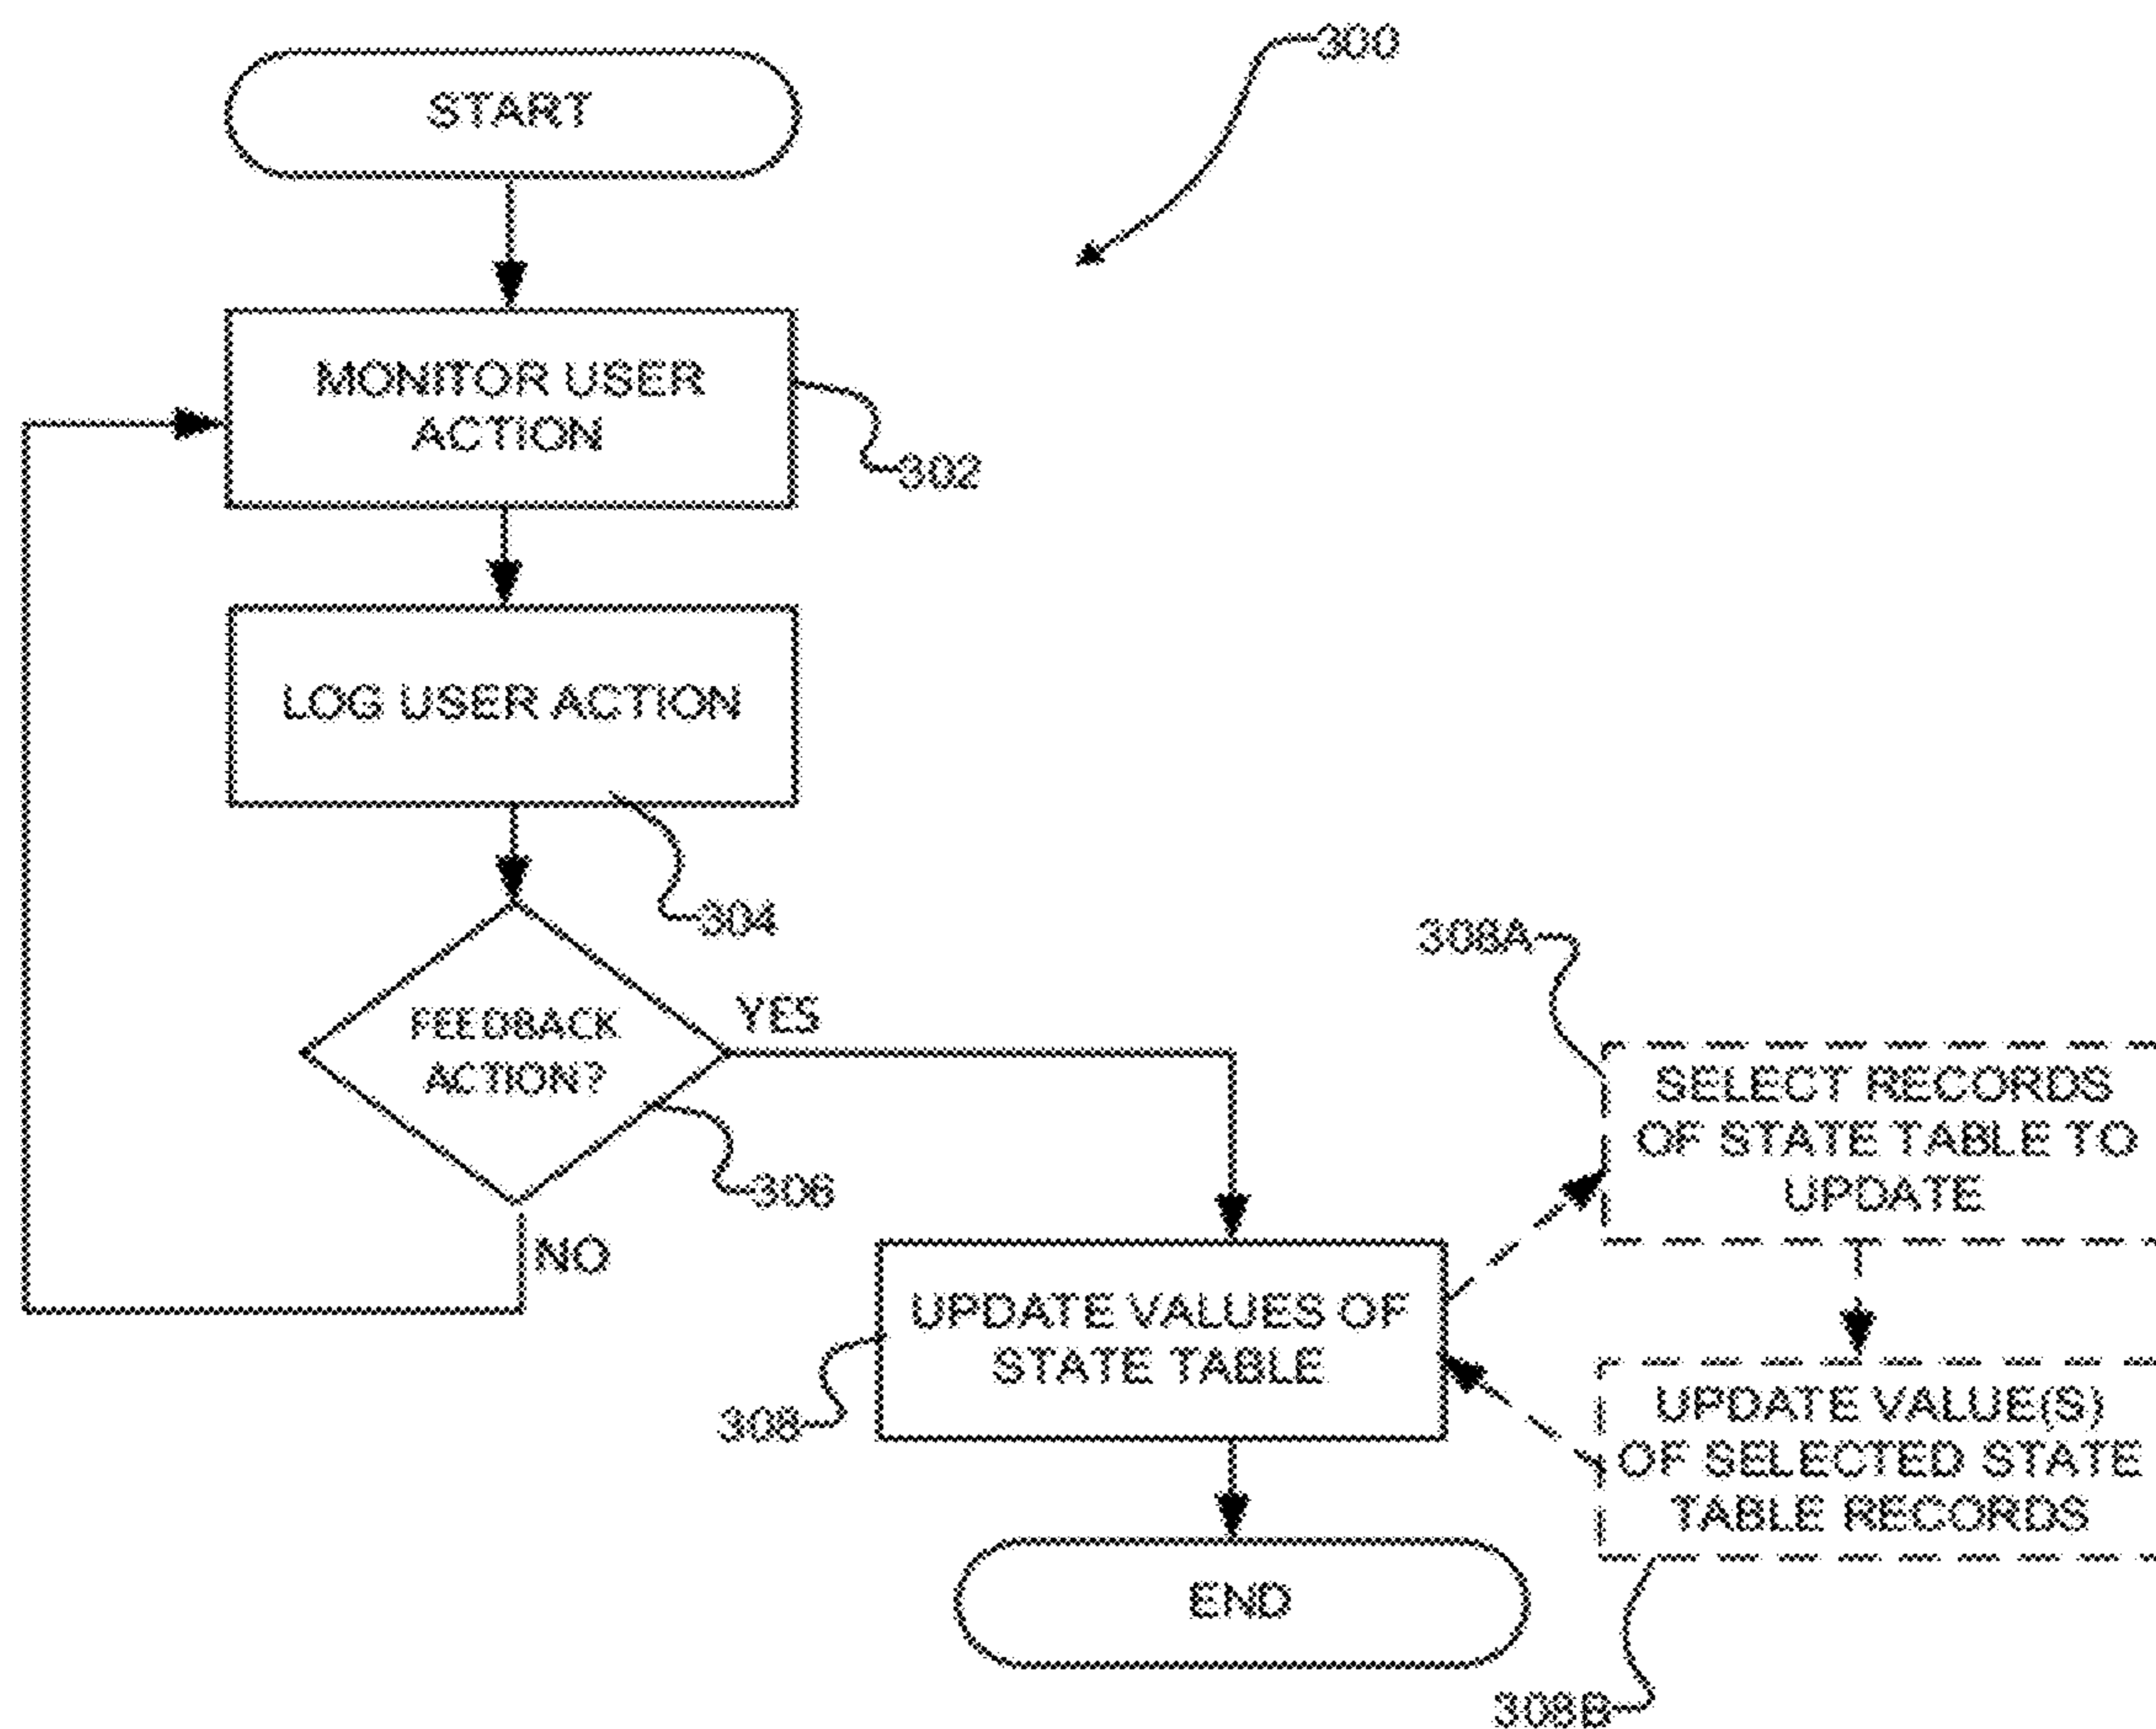 300
START
MONITOR USER
ACTION
302
LOG USER ACTION
304
FEEDBACK
ACTION?
YES
306
NO
308A
SELECT RECORDS
OF STATE TABLE TO
UPDATE
UPDATE VALUES OF
STATE TABLE
308
UPDATE VALUE(S)
OF SELECTED STATE
TABLE RECORDS
END
308B